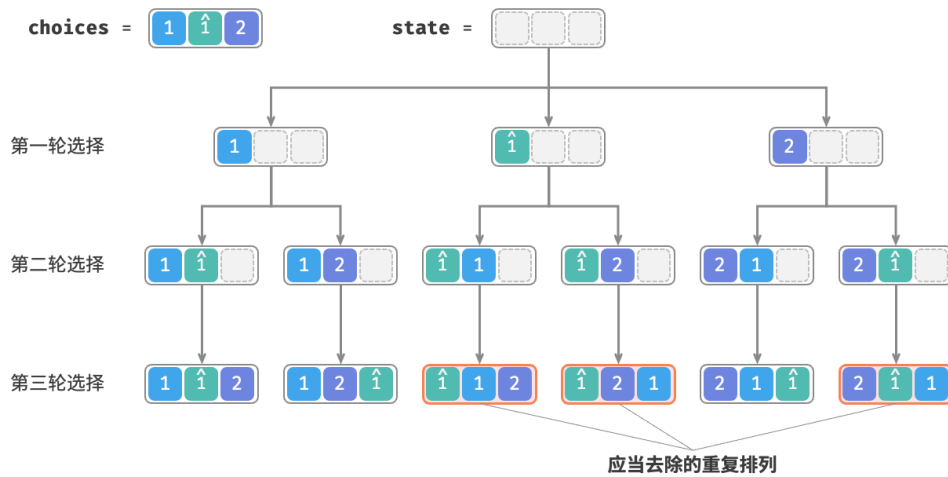 choices = 1 1̂ 2
state =
第一轮选择
1
1̂
2
第二轮选择
1 1̂
1 2
1̂ 1
1̂ 2
2 1
2 1̂
第三轮选择
1 1̂ 2
1 2 1̂
1̂ 1 2
1̂ 2 1
2 1 1̂
2 1̂ 1
应当去除的重复排列